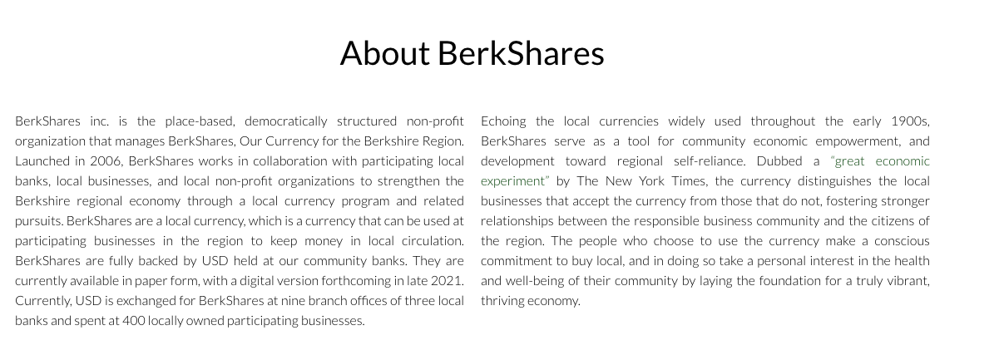 About BerkShares
BerkShares inc. is the place-based, democratically structured non-profit
organization that manages BerkShares, Our Currency for the Berkshire Region.
Launched in 2006, BerkShares works in collaboration with participating local
banks, local businesses, and local non-profit organizations to strengthen the
Berkshire regional economy through a local currency program and related
pursuits. BerkShares are a local currency, which is a currency that can be used at
participating businesses in the region to keep money in local circulation.
BerkShares are fully backed by USD held at our community banks. They are
currently available in paper form, with a digital version forthcoming in late 2021.
Currently, USD is exchanged for BerkShares at nine branch offices of three local
banks and spent at 400 locally owned participating businesses.
Echoing the local currencies widely used throughout the early 1900s,
BerkShares serve as a tool for community economic empowerment, and
development toward regional self-reliance. Dubbed a “great economic
experiment” by The New York Times, the currency distinguishes the local
businesses that accept the currency from those that do not, fostering stronger
relationships between the responsible business community and the citizens of
the region. The people who choose to use the currency make a conscious
commitment to buy local, and in doing so take a personal interest in the health
and well-being of their community by laying the foundation for a truly vibrant,
thriving economy.